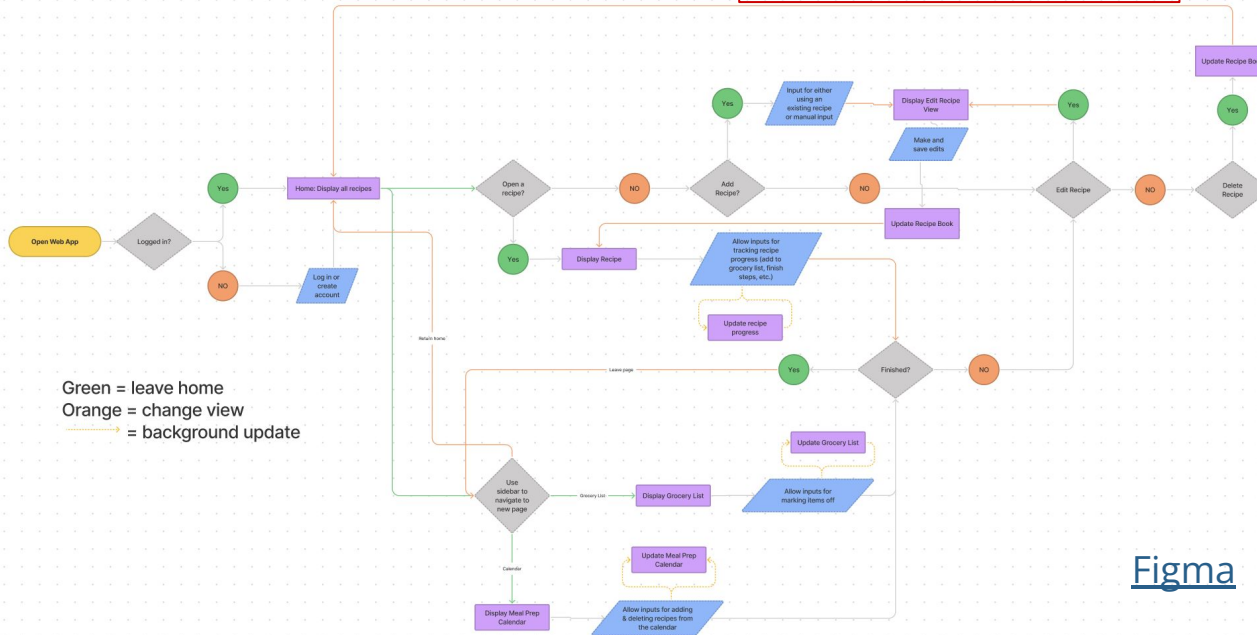 Update Recipe Boo
Input for either
using an
existing recipe
or manual input
Yes
Display Edit Recipe
View
Yes
Yes
Make and
save edits
Yes
Home: Display all recipes
Open a
recipe?
NO
Add
Recipe?
NO
Edit Recipe
NO
Delete
Recipe
Open Web App
Logged in?
Update Recipe Book
Yes
Display Recipe
Allow inputs for
tracking recipe
progress (add to
grocery list, finish
steps, etc.)
NO
Log in or
create
account
Update recipe
progress
Return home
Leave page
Yes
Finished?
NO
Green = leave home
Orange = change view
= background update
Update Grocery List
Use
sidebar to
navigate to
new page
Grocery List
Display Grocery List
Allow inputs for
marking items off
Update Meal Prep
Calendar
Calendar
Display Meal Prep
Calendar
Allow inputs for adding
& deleting recipes from
the calendar
Figma